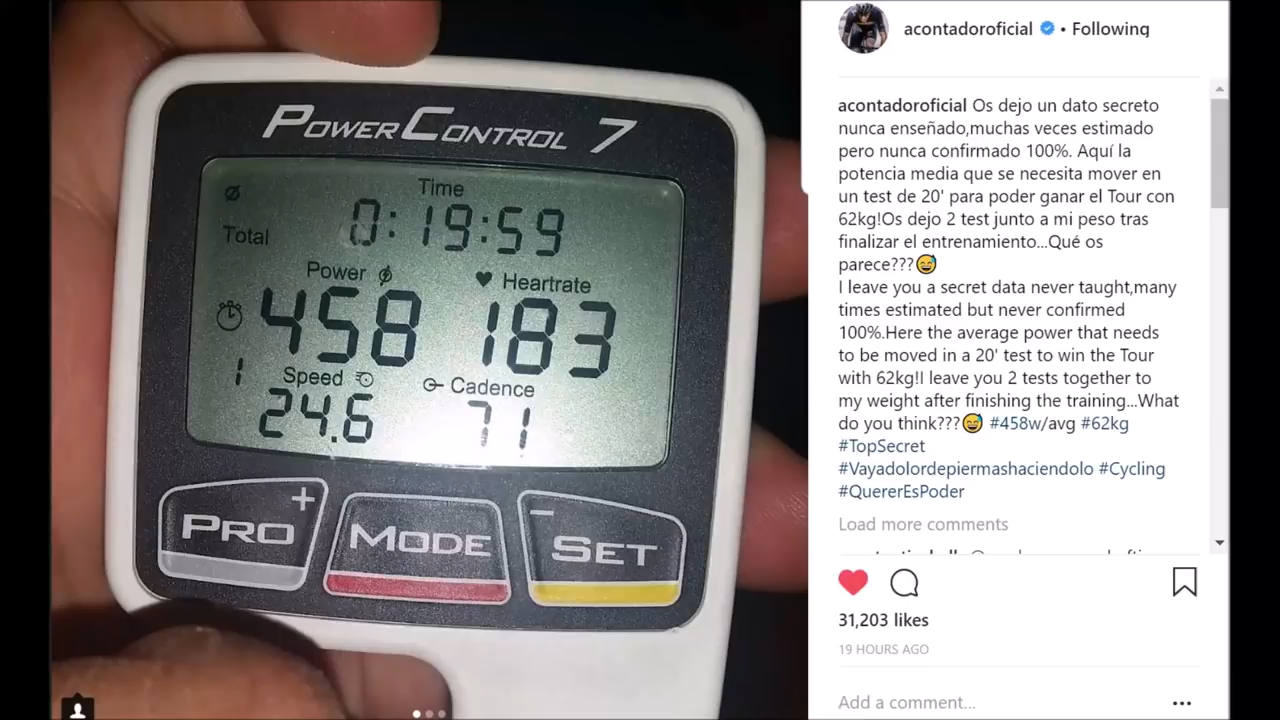 POWERCONTROL 7
Time
Total
0:19:59
Power
Heartrate
458
183
1
Speed
Cadence
24.6
71
PRO +
MODE
SET −
acontadoroficial • Following
acontadoroficial Os dejo un dato secreto
nunca enseñado,muchas veces estimado
pero nunca confirmado 100%. Aquí la
potencia media que se necesita mover en
un test de 20' para poder ganar el Tour con
62kg!Os dejo 2 test junto a mi peso tras
finalizar el entrenamiento...Qué os
parece???😅
I leave you a secret data never taught,many
times estimated but never confirmed
100%.Here the average power that needs
to be moved in a 20' test to win the Tour
with 62kg!I leave you 2 tests together to
my weight after finishing the training...What
do you think???😅 #458w/avg #62kg
#TopSecret
#Vayadolordepiermashaciendolo #Cycling
#QuererEsPoder
Load more comments
31,203 likes
19 HOURS AGO
Add a comment...